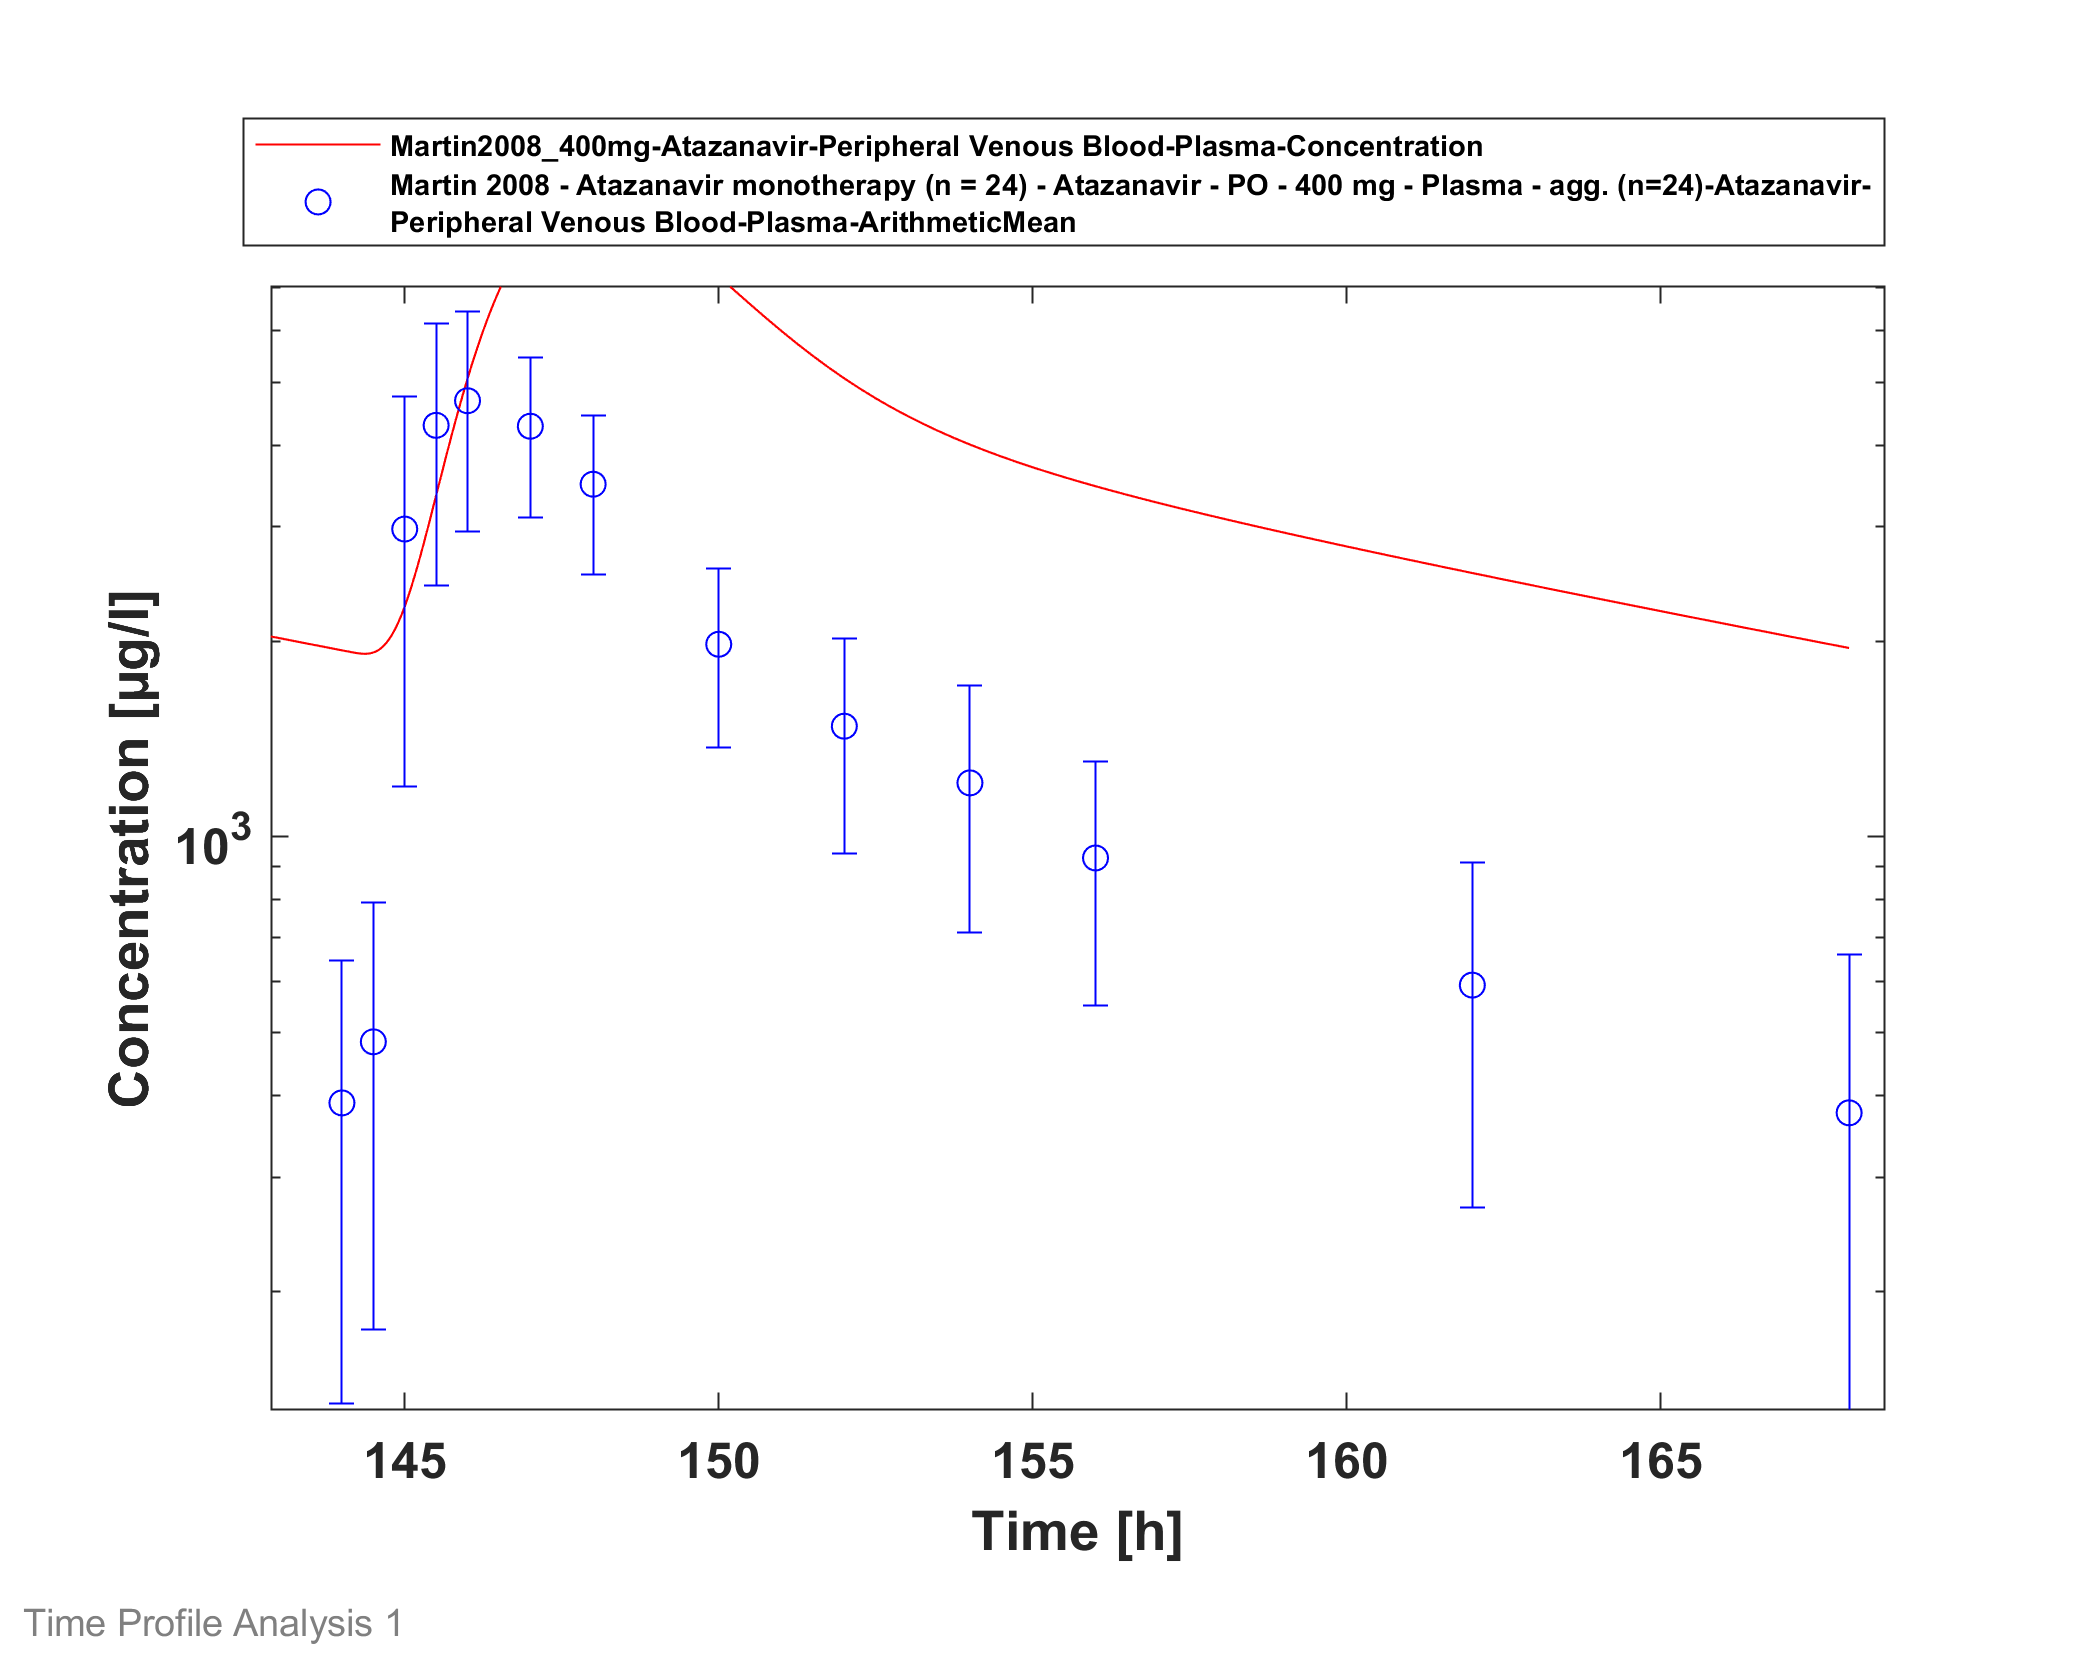 Martin2008_400mg-Atazanavir-Peripheral Venous Blood-Plasma-Concentration
Martin 2008 - Atazanavir monotherapy (n = 24) - Atazanavir - PO - 400 mg - Plasma - agg. (n=24)-Atazanavir-
Peripheral Venous Blood-Plasma-ArithmeticMean
Concentration [µg/l]
10³
145 150 155 160 165
Time [h]
Time Profile Analysis 1